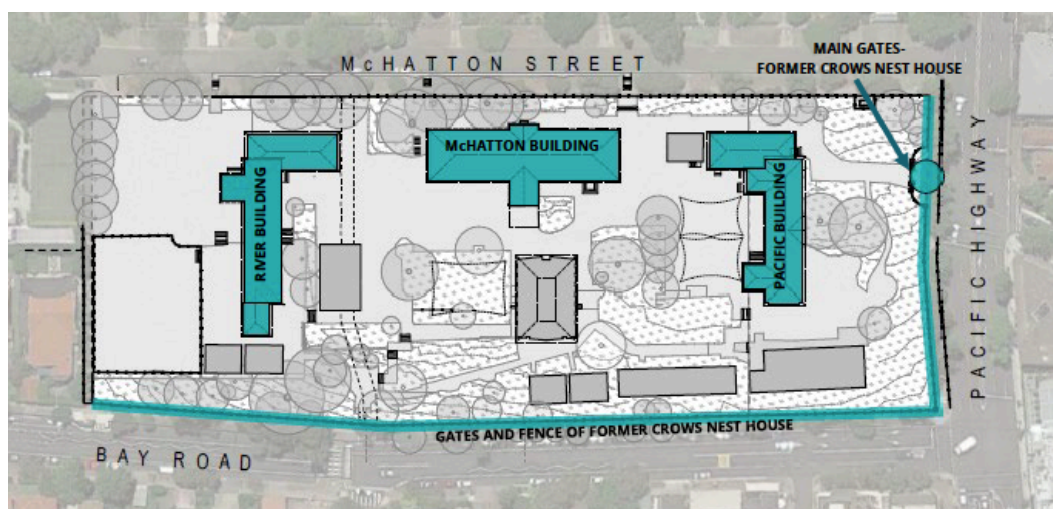 McHATTON STREET
MAIN GATES-
FORMER CROWS NEST HOUSE
McHATTON BUILDING
RIVER BUILDING
PACIFIC BUILDING
PACIFIC HIGHWAY
GATES AND FENCE OF FORMER CROWS NEST HOUSE
BAY ROAD